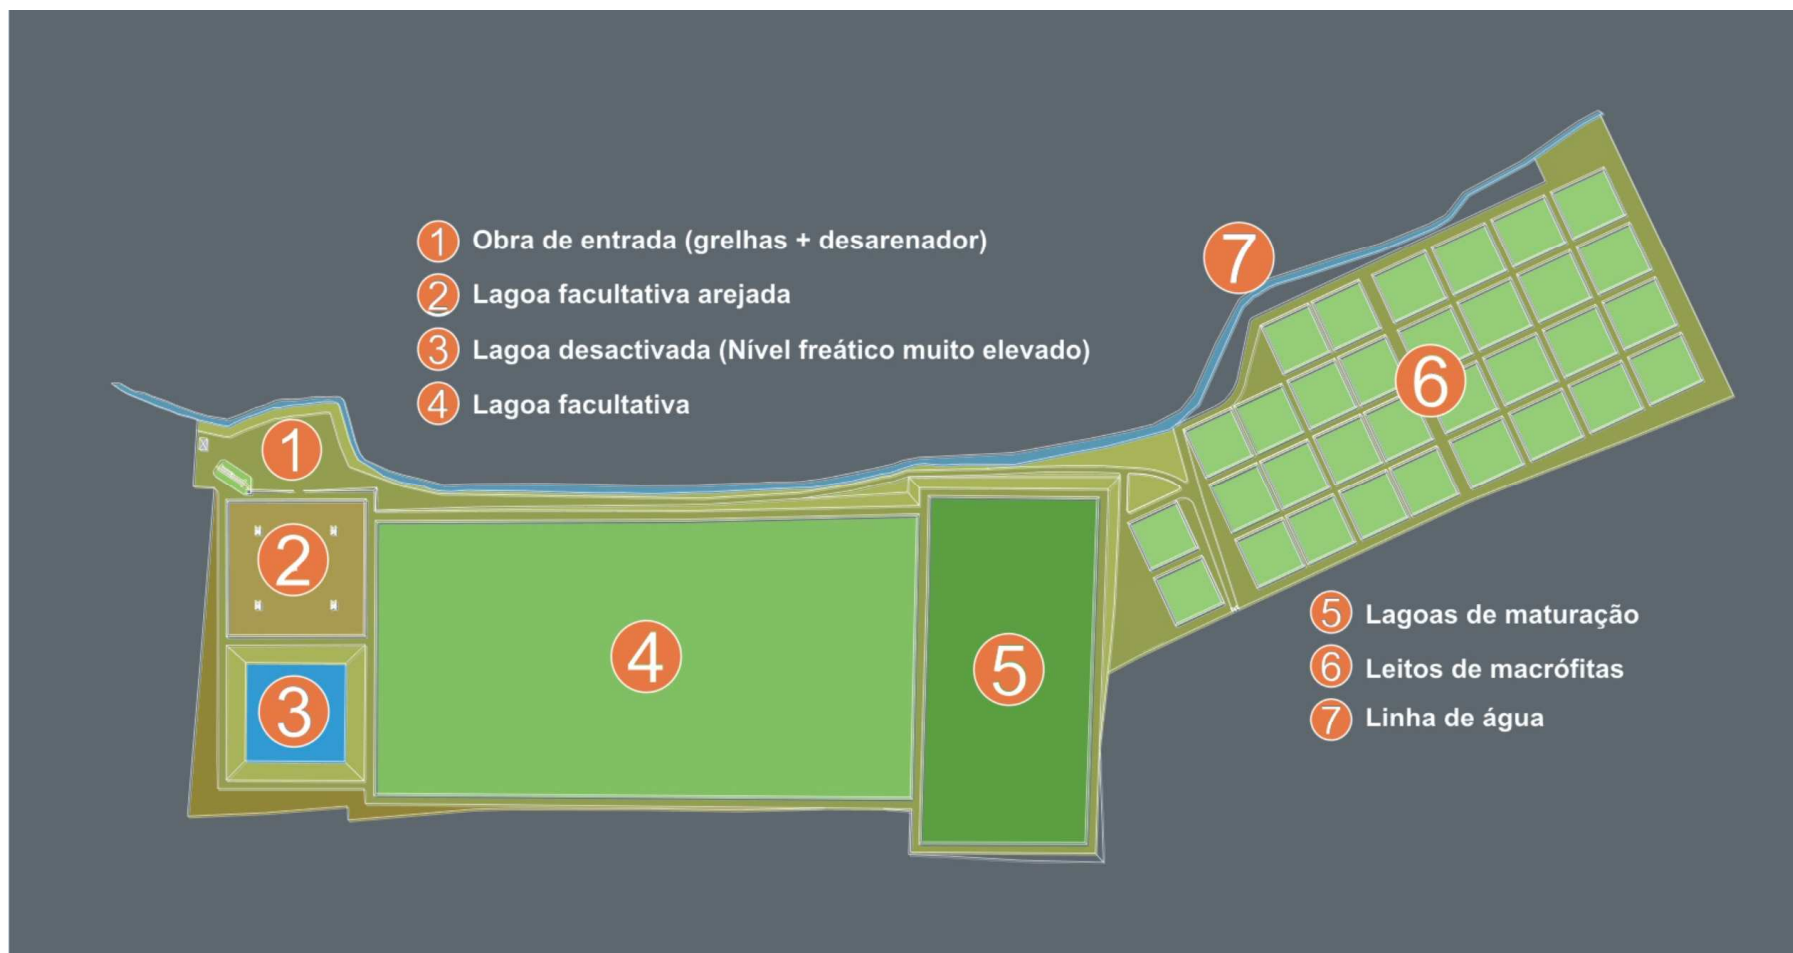 1 Obra de entrada (grelhas + desarenador)
2 Lagoa facultativa arejada
3 Lagoa desactivada (Nível freático muito elevado)
4 Lagoa facultativa
7
6
1
2
3
4
5
5 Lagoas de maturação
6 Leitos de macrófitas
7 Linha de água